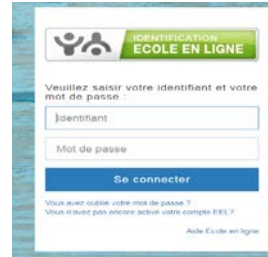 IDENTIFICATION
ECOLE EN LIGNE
Veuillez saisir votre identifiant et votre
mot de passe :
Identifiant
Mot de passe
Se connecter
Vous avez oublié votre mot de passe ?
Vous n'avez pas encore activé votre compte EEL ?
Aide Ecole en ligne